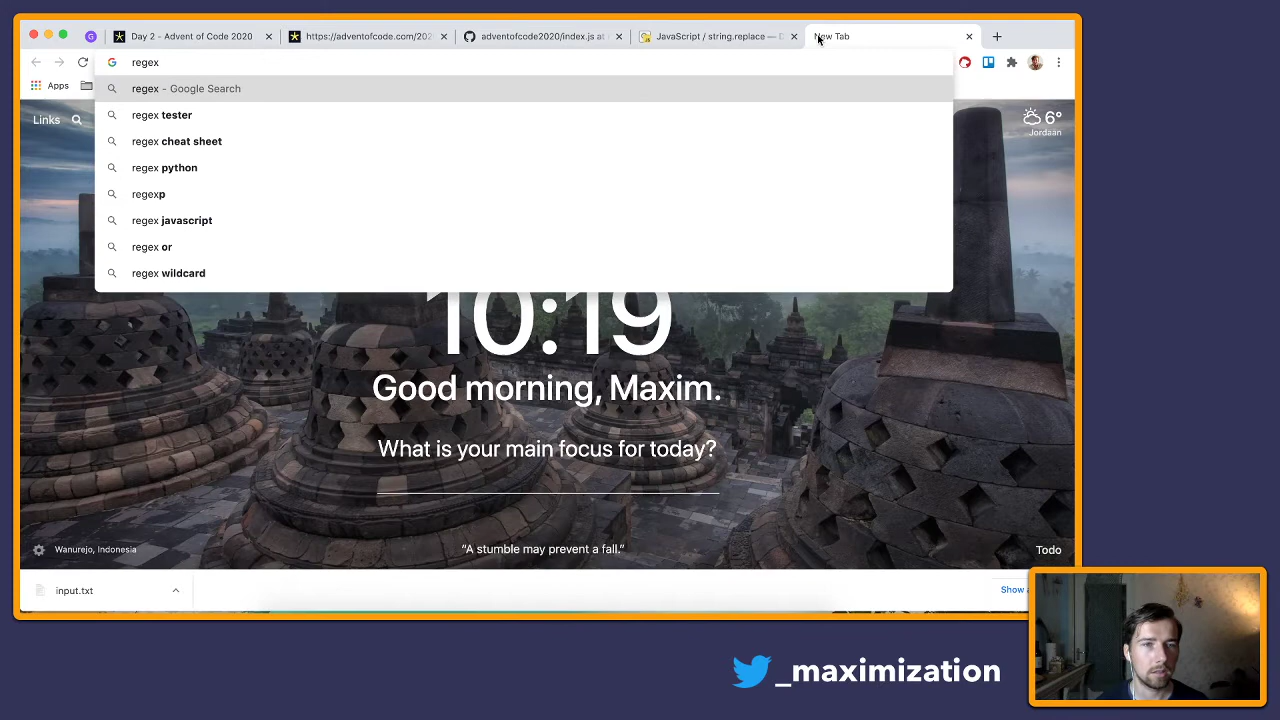 Day 2 - Advent of Code 2020
https://adventofcode.com/202
adventofcode2020/index.js at
JavaScript / string.replace —
New Tab
regex
Apps
regex - Google Search
regex tester
regex cheat sheet
regex python
regexp
regex javascript
regex or
regex wildcard
Links
6°
Jordaan
10:19
Good morning, Maxim.
What is your main focus for today?
Wanurejo, Indonesia
“A stumble may prevent a fall.”
Todo
input.txt
Show
_maximization